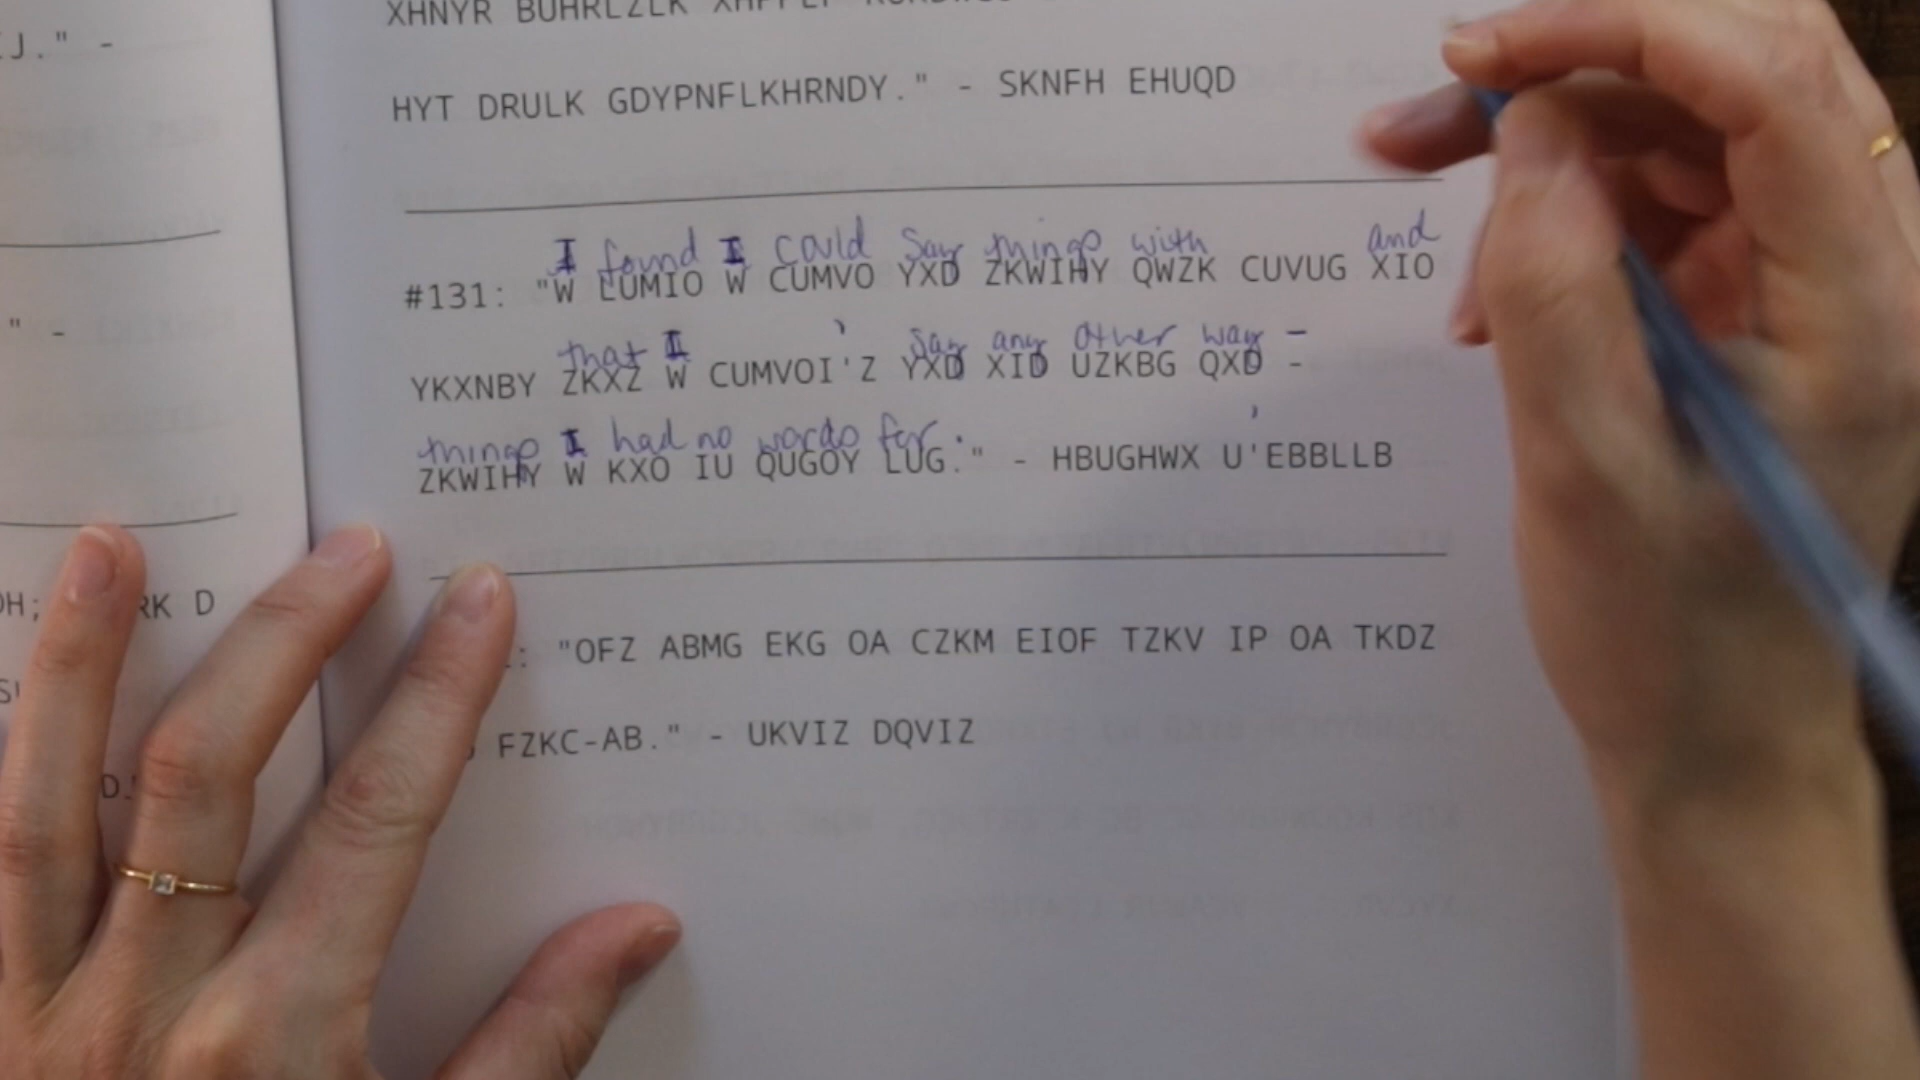 J." -
XHNYR
HYT DRULK GDYPNFLKHRNDY." - SKNFH EHUQD
I found I could say things with and
#131: "W LUMIO W CUMVO YXD ZKWIHY QWZK CUVUG XIO
that I ' say any other way -
YKXNBY ZKXZ W CUMVOI'Z YXD XID UZKBG QXD -
" -
things I had no words for. '
ZKWIHY W KXO IU QUGOY LUG." - HBUGHWX U'EBBLLB
RK D
: "OFZ ABMG EKG OA CZKM EIOF TZKV IP OA TKDZ
FZKC-AB." - UKVIZ DQVIZ